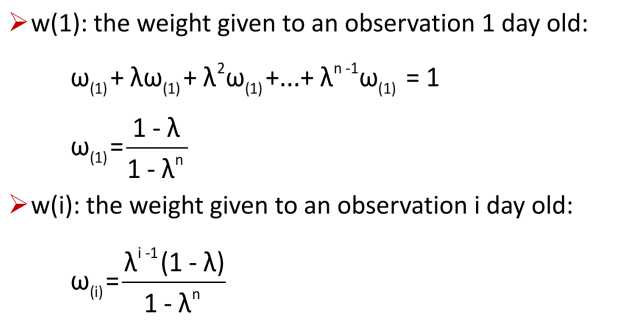 ➢w(1): the weight given to an observation 1 day old:
ω₍₁₎ + λω₍₁₎ + λ²ω₍₁₎ +...+ λⁿ⁻¹ω₍₁₎ = 1
ω₍₁₎ = (1 - λ) / (1 - λⁿ)
➢w(i): the weight given to an observation i day old:
ω₍ᵢ₎ = λⁱ⁻¹(1 - λ) / (1 - λⁿ)